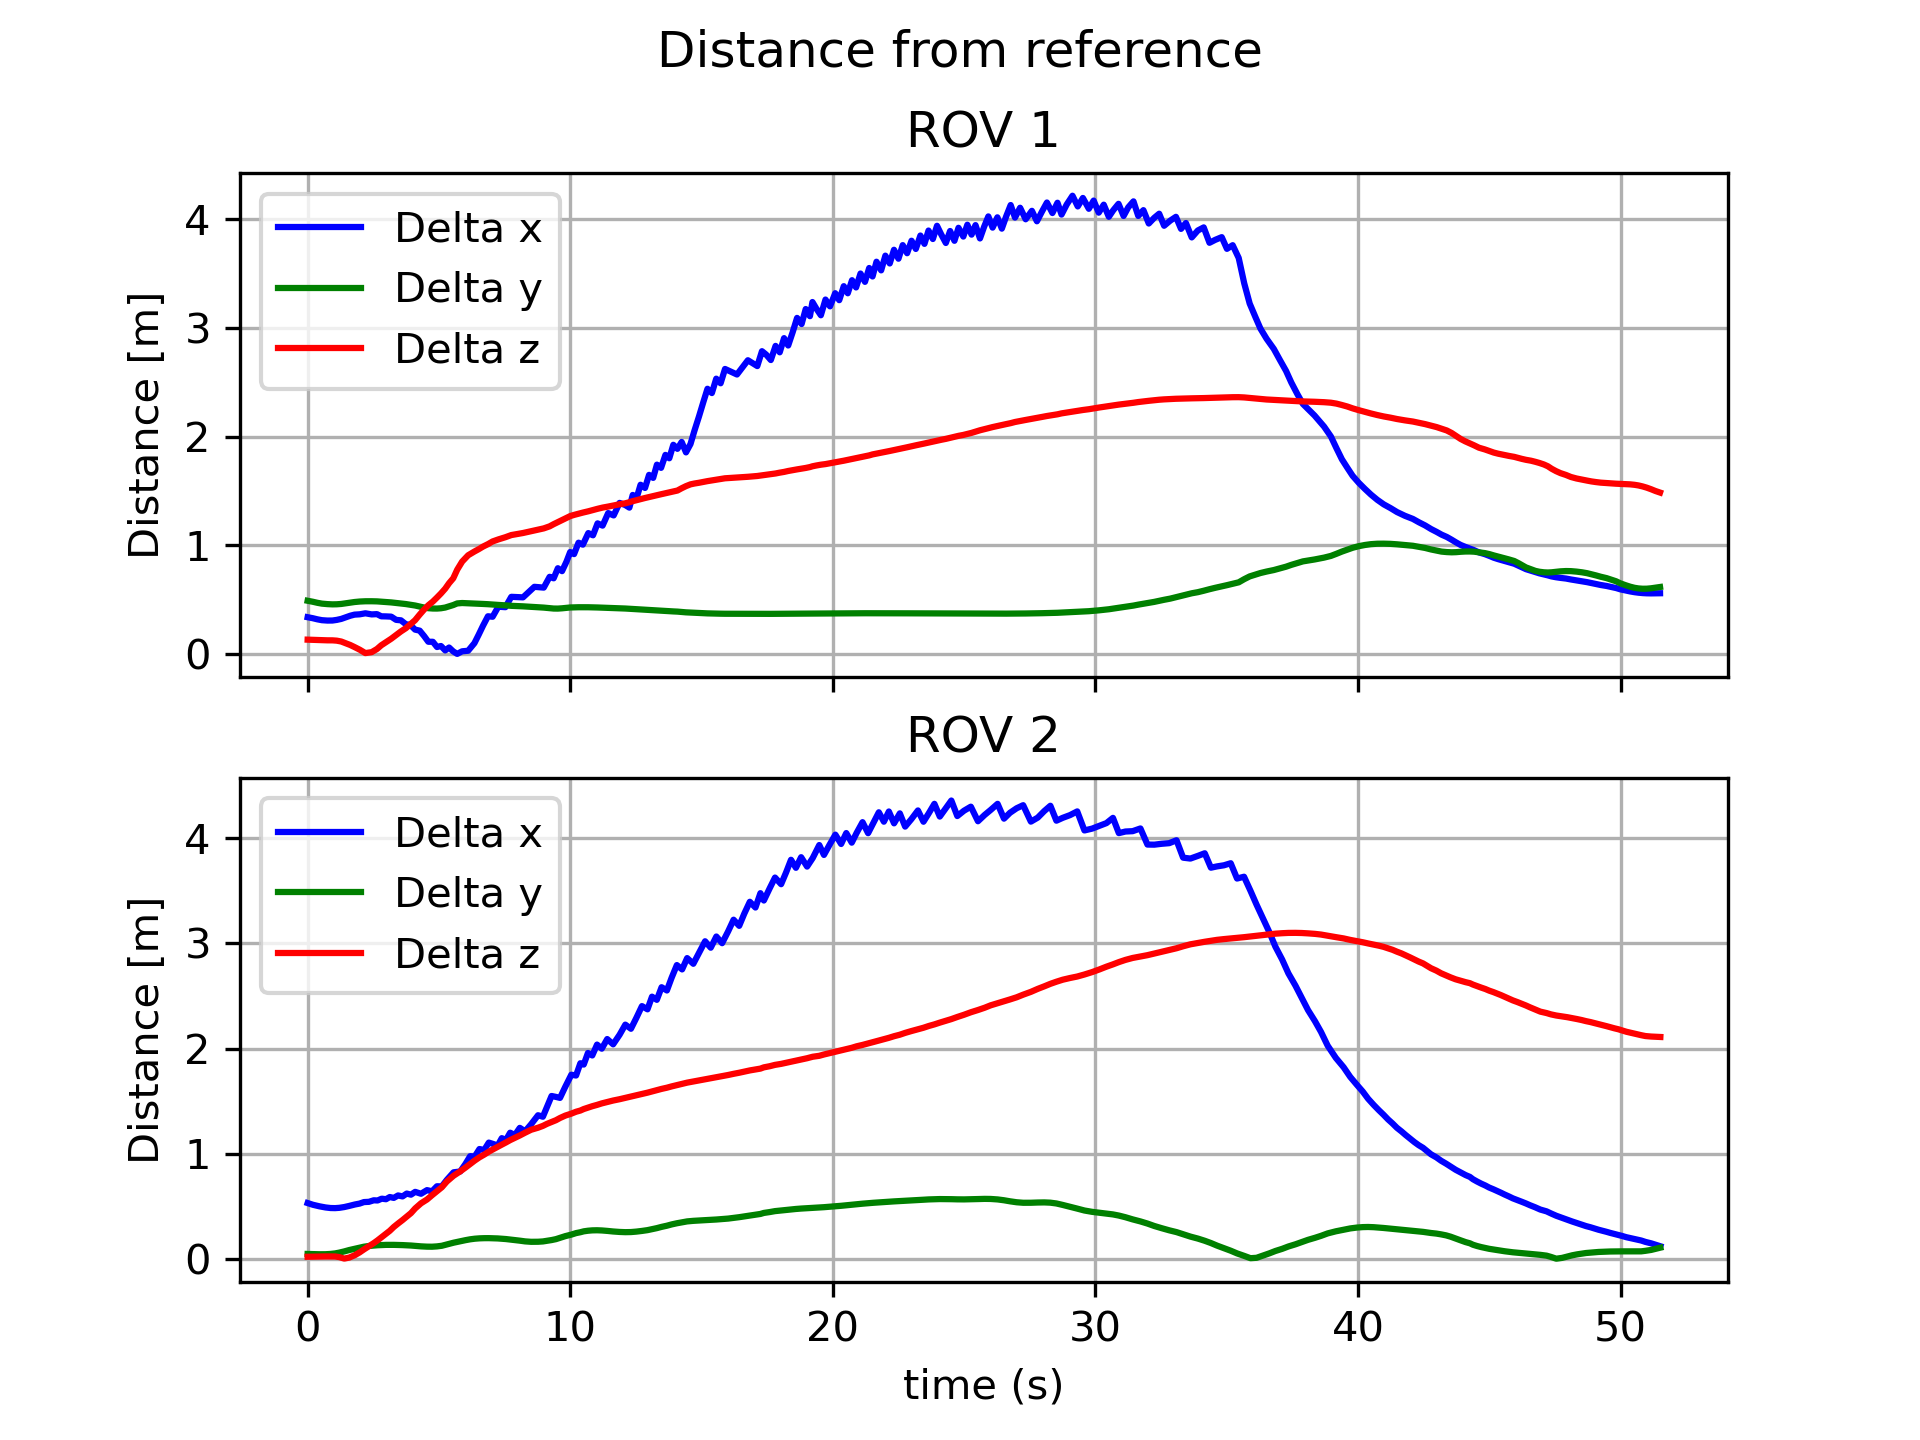 Distance from reference
ROV 1
Distance [m]
4
3
2
1
0
Delta x
Delta y
Delta z
ROV 2
Distance [m]
4
3
2
1
0
Delta x
Delta y
Delta z
0 10 20 30 40 50
time (s)